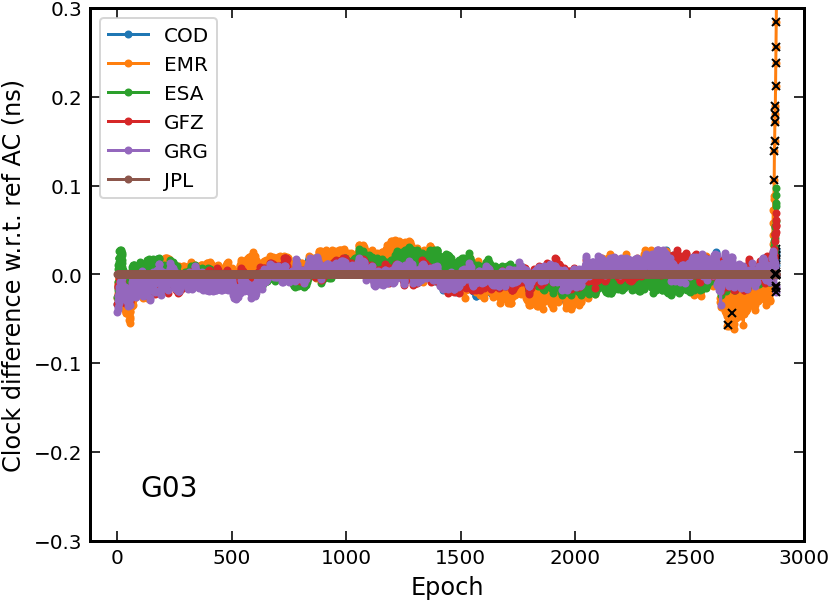 0.3
0.2
0.1
0.0
−0.1
−0.2
−0.3
Clock difference w.r.t. ref AC (ns)
COD
EMR
ESA
GFZ
GRG
JPL
G03
0 500 1000 1500 2000 2500 3000
Epoch